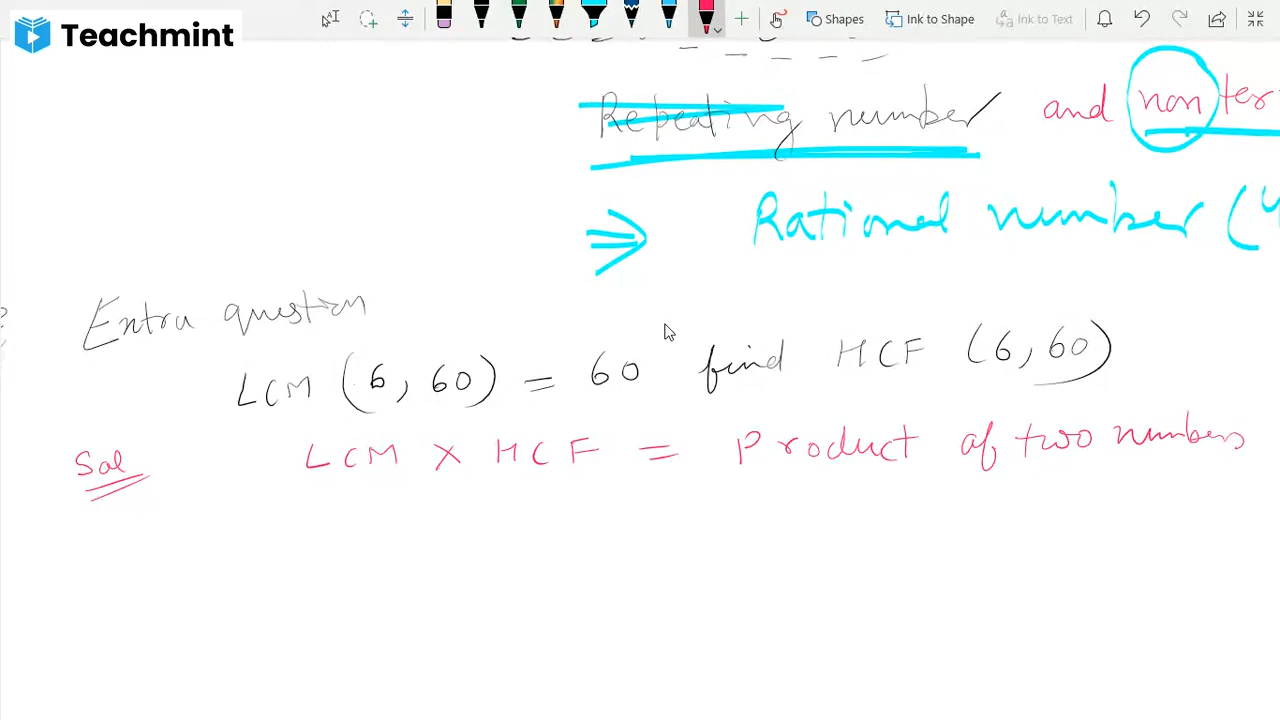 Shapes Ink to Shape Ink to Text
Teachmint
Repeating number and non ter
Rational number (
Extra question
LCM (6, 60) = 60 find HCF (6, 60)
Sol LCM X HCF = Product of two numbers